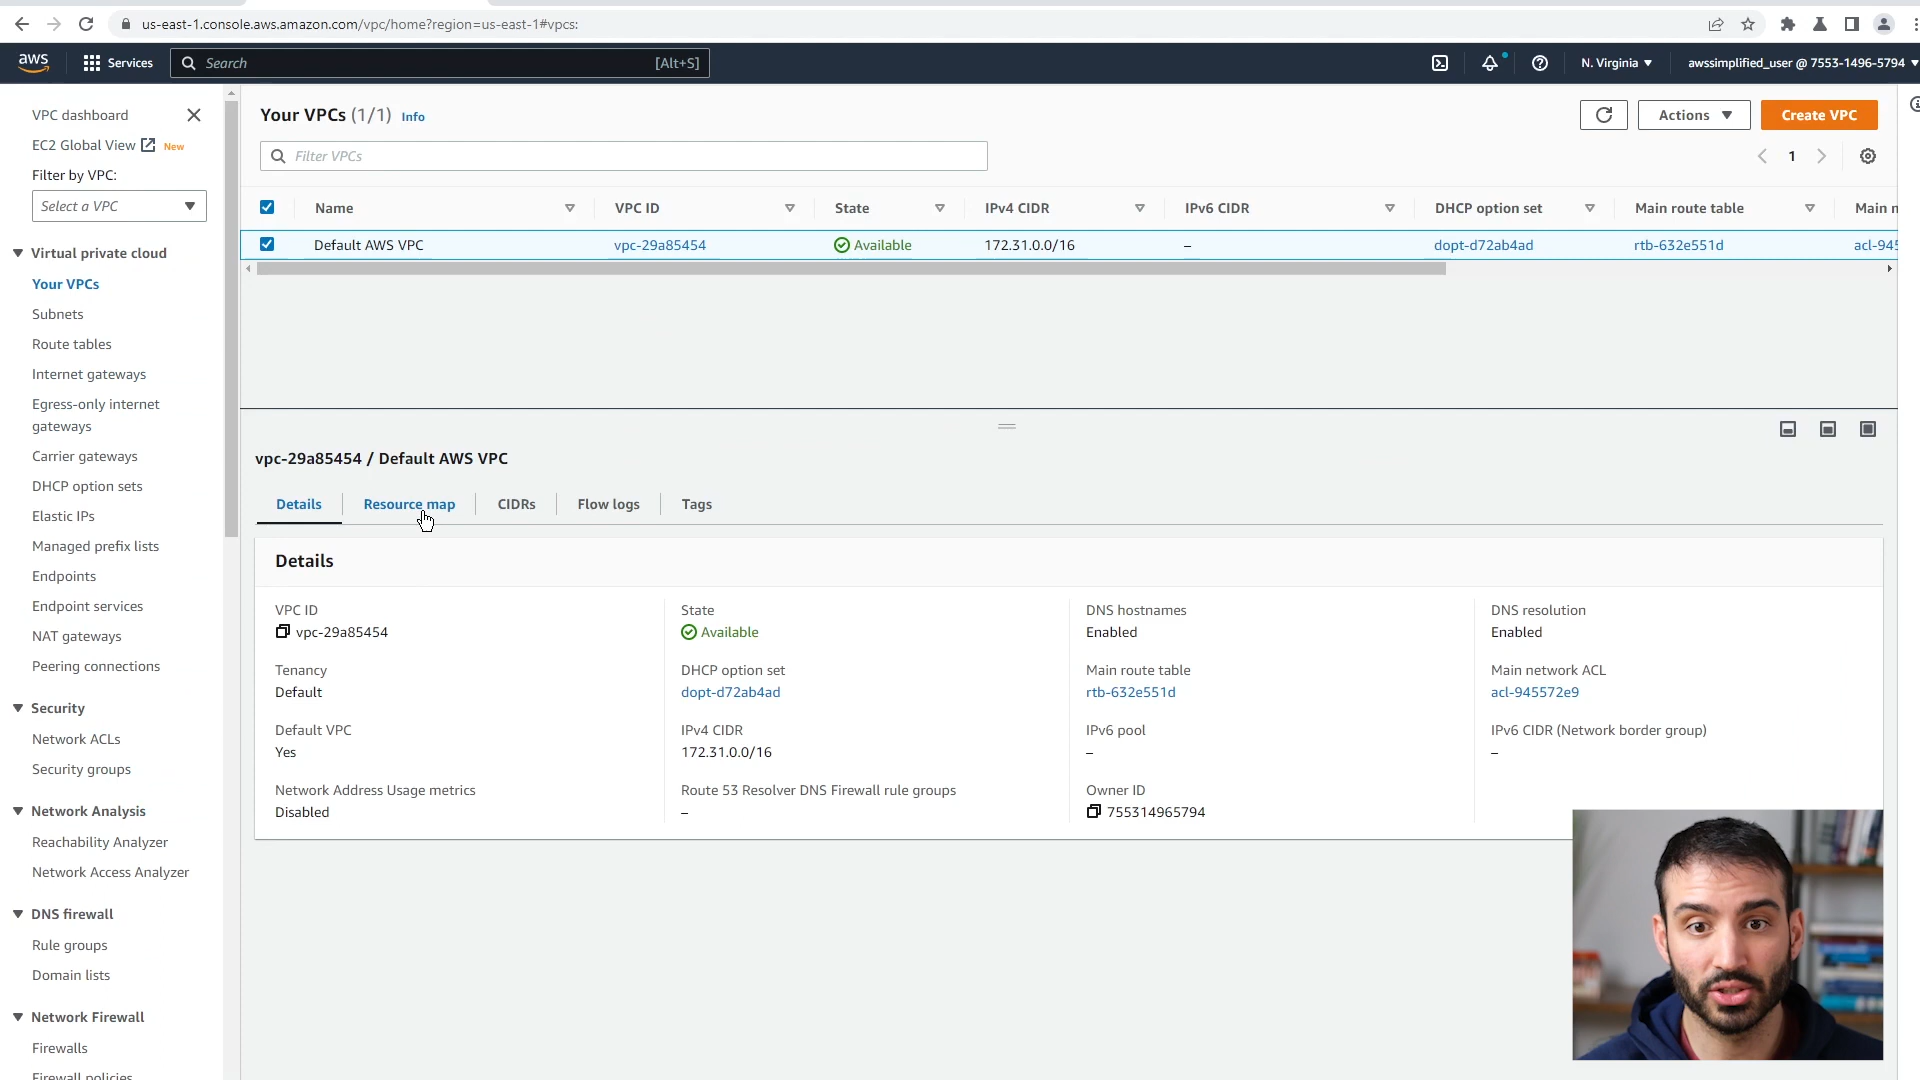 us-east-1.console.aws.amazon.com/vpc/home?region=us-east-1#vpcs:
aws
Services
Search
[Alt+S]
N. Virginia
awssimplified_user @ 7553-1496-5794
VPC dashboard
EC2 Global View
New
Filter by VPC:
Select a VPC
Virtual private cloud
Your VPCs
Subnets
Route tables
Internet gateways
Egress-only internet
gateways
Carrier gateways
DHCP option sets
Elastic IPs
Managed prefix lists
Endpoints
Endpoint services
NAT gateways
Peering connections
Security
Network ACLs
Security groups
Network Analysis
Reachability Analyzer
Network Access Analyzer
DNS firewall
Rule groups
Domain lists
Network Firewall
Firewalls
Firewall policies
Your VPCs (1/1) Info
Actions
Create VPC
Filter VPCs
1
Name VPC ID State IPv4 CIDR IPv6 CIDR DHCP option set Main route table Main n
Default AWS VPC vpc-29a85454 Available 172.31.0.0/16 – dopt-d72ab4ad rtb-632e551d acl-945
vpc-29a85454 / Default AWS VPC
Details Resource map CIDRs Flow logs Tags
Details
VPC ID
vpc-29a85454
State
Available
DNS hostnames
Enabled
DNS resolution
Enabled
Tenancy
Default
DHCP option set
dopt-d72ab4ad
Main route table
rtb-632e551d
Main network ACL
acl-945572e9
Default VPC
Yes
IPv4 CIDR
172.31.0.0/16
IPv6 pool
–
IPv6 CIDR (Network border group)
–
Network Address Usage metrics
Disabled
Route 53 Resolver DNS Firewall rule groups
–
Owner ID
755314965794